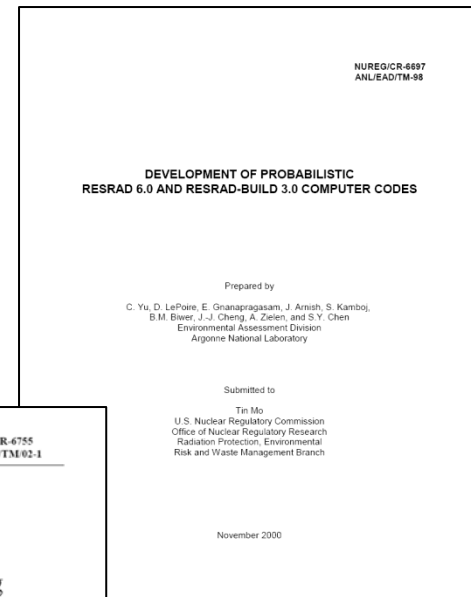 NUREG/CR-6697
ANL/EAD/TM-98
DEVELOPMENT OF PROBABILISTIC
RESRAD 6.0 AND RESRAD-BUILD 3.0 COMPUTER CODES
Prepared by
C. Yu, D. LePoire, E. Gnanapragasam, J. Arnish, S. Kamboj,
B.M. Biwer, J.-J. Cheng, A. Zielen, and S.Y. Chen
Environmental Assessment Division
Argonne National Laboratory
Submitted to
Tin Mo
U.S. Nuclear Regulatory Commission
Office of Nuclear Regulatory Research
Radiation Protection, Environmental
Risk and Waste Management Branch
November 2000
R-6755
TM/02-1